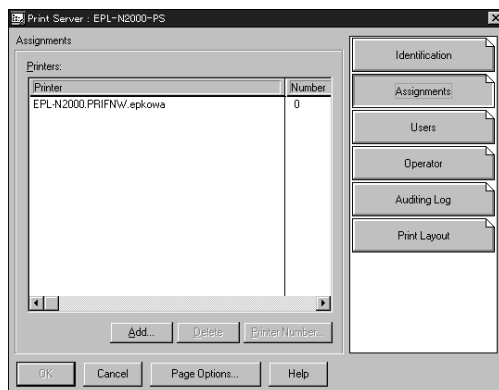 Print Server : EPL-N2000-PS
Assignments
Printers:
Printer Number
EPL-N2000.PRIFNW.epkowa 0
Add... Delete Printer Number...
OK Cancel Page Options... Help
Identification
Assignments
Users
Operator
Auditing Log
Print Layout